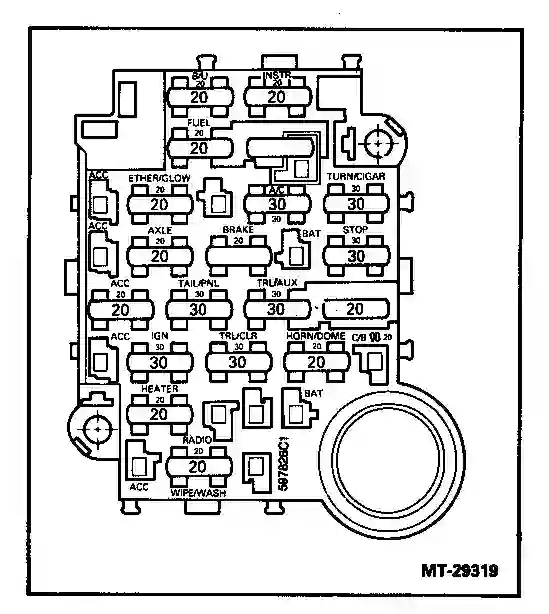 B/U INSTR
20 20
20 20
FUEL
20
20
ACC ETHER/GLOW A/C TURN/CIGAR
20 30 30
20 30 30
30
ACC AXLE BRAKE BAT STOP
20 20 30
20 30
ACC TAIL/PNL TRL/AUX
20 30 30
20 30 30 20
ACC IGN TRL/CLR HORN/DOME C/B 20
30 30 20
30 30 20
HEATER BAT
20
20
RADIO
20
20
ACC WIPE/WASH
597826C1
MT-29319